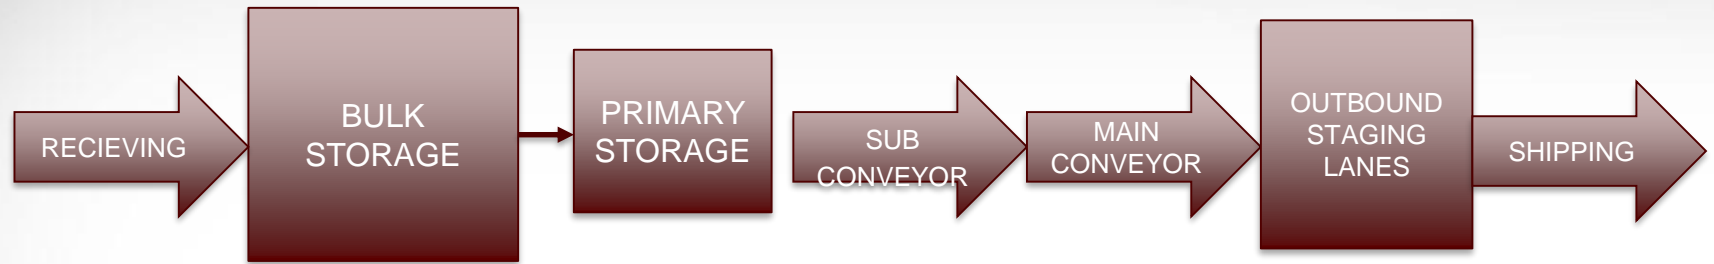 RECIEVING
BULK
STORAGE
PRIMARY
STORAGE
SUB
CONVEYOR
MAIN
CONVEYOR
OUTBOUND
STAGING
LANES
SHIPPING